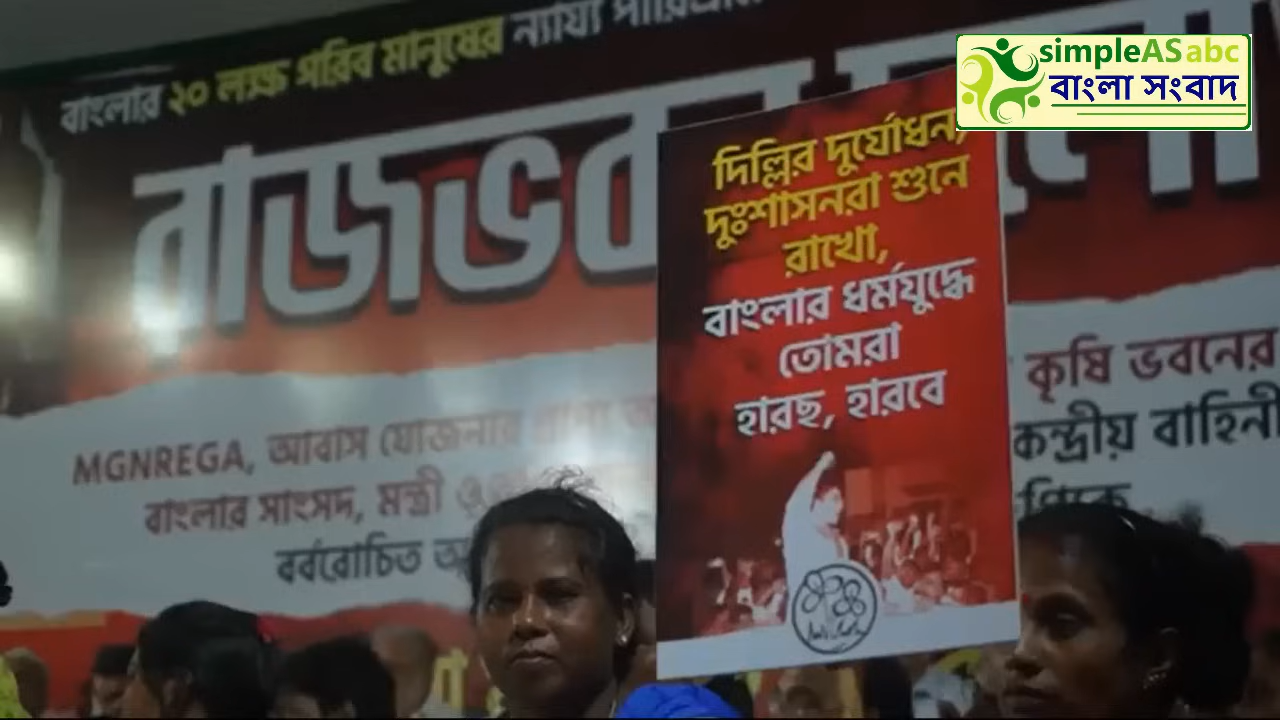 বাংলার ২০ লক্ষ গরিব মানুষের ন্যায্য
simpleASabc
বাংলা সংবাদ
দিল্লির দুর্যোধন,
দুঃশাসনরা শুনে
রাখো,
বাংলার ধর্মযুদ্ধে
তোমরা
হারছ, হারবে
কৃষি ভবনের
MGNREGA, আবাস যোজনার প্রাপ্য
বাংলার সাংসদ, মন্ত্রী
কেন্দ্রীয় বাহিনী
বর্বরোচিত